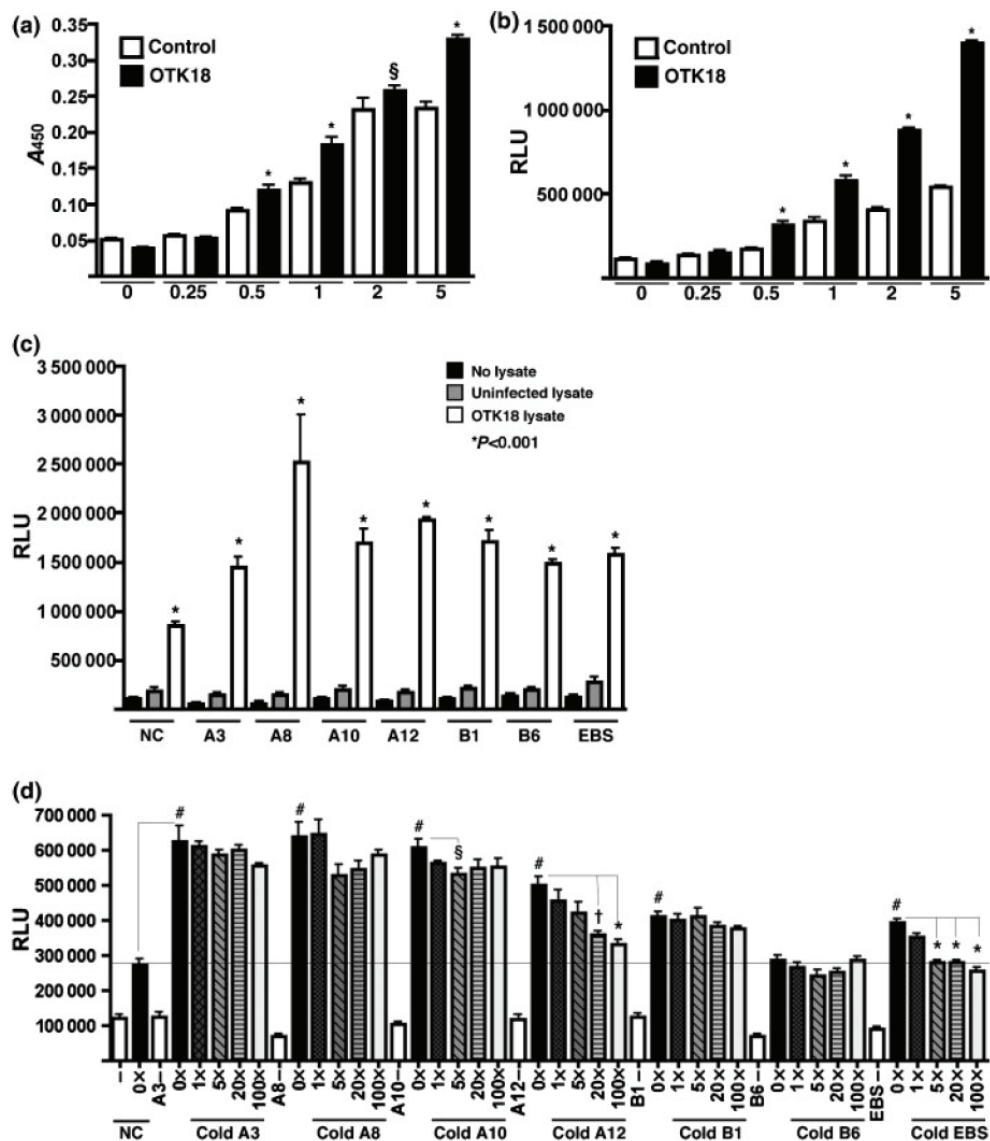 (a)
0.35
0.30
0.25
0.20
0.15
0.10
0.05
A450
Control
OTK18
* * § *
0 0.25 0.5 1 2 5
(b)
1 500 000
1 000 000
500 000
RLU
Control
OTK18
* * * *
0 0.25 0.5 1 2 5
(c)
3 500 000
3 000 000
2 500 000
2 000 000
1 500 000
1 000 000
500 000
RLU
No lysate
Uninfected lysate
OTK18 lysate
*P<0.001
* * * * * * * *
NC A3 A8 A10 A12 B1 B6 EBS
(d)
700 000
600 000
500 000
400 000
300 000
200 000
100 000
RLU
# # # § # † * # # * * *
– 0× A3– 0× 1× 5× 20× 100× A8– 0× 1× 5× 20× 100× A10– 0× 1× 5× 20× 100× A12– 0× 1× 5× 20× 100× B1– 0× 1× 5× 20× 100× B6– 0× 1× 5× 20× 100× EBS– 0× 1× 5× 20× 100×
NC Cold A3 Cold A8 Cold A10 Cold A12 Cold B1 Cold B6 Cold EBS